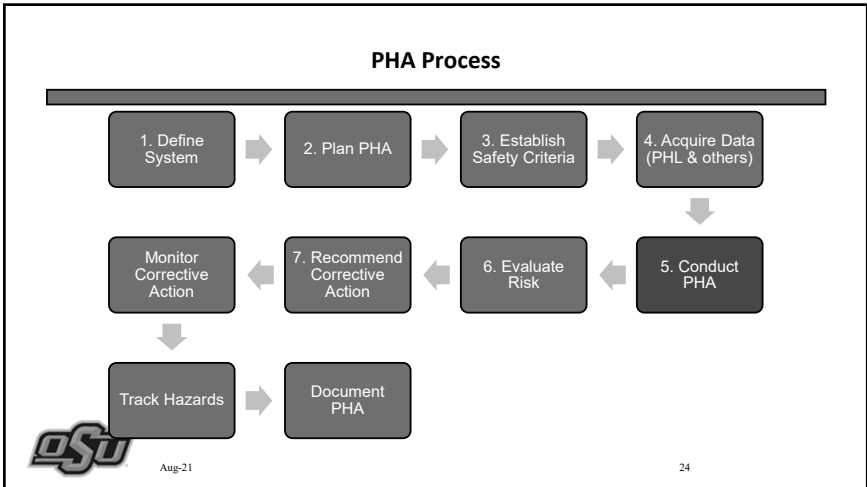 PHA Process
1. Define
System
2. Plan PHA
3. Establish
Safety Criteria
4. Acquire Data
(PHL & others)
5. Conduct
PHA
6. Evaluate
Risk
7. Recommend
Corrective
Action
Monitor
Corrective
Action
Track Hazards
Document
PHA
OSU
Aug-21
24